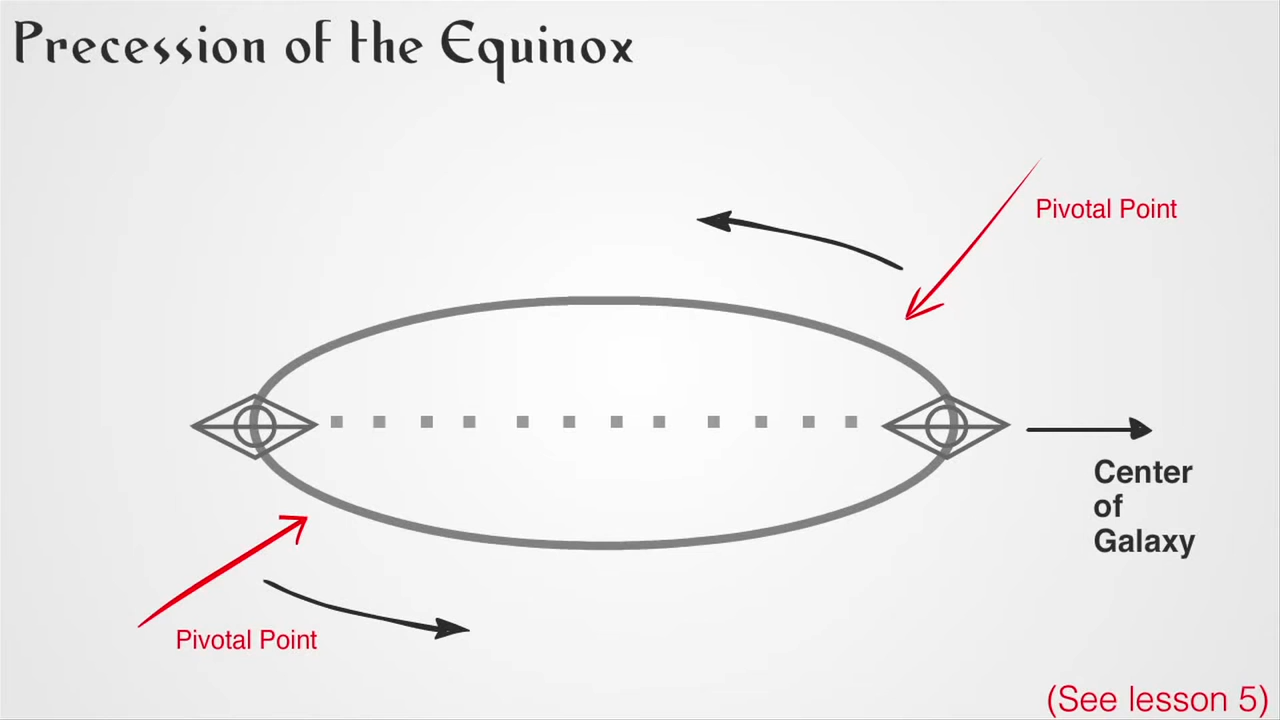 Precession of the Equinox
Pivotal Point
Center
of
Galaxy
Pivotal Point
(See lesson 5)